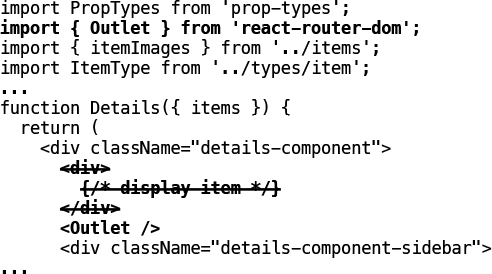 import PropTypes from 'prop-types';
import { Outlet } from 'react-router-dom';
import { itemImages } from '../items';
import ItemType from '../types/item';
...
function Details({ items }) {
  return (
    <div className="details-component">
      <div>
        {/* display item */}
      </div>
      <Outlet />
      <div className="details-component-sidebar">
...